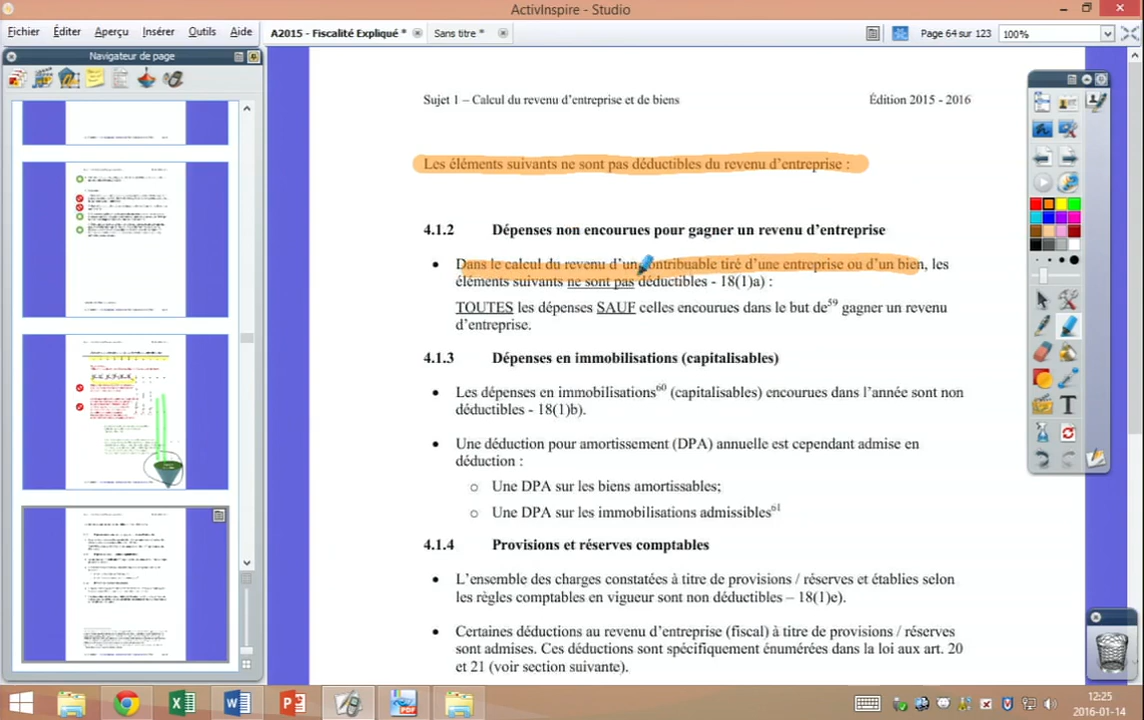 ActivInspire - Studio
Fichier Éditer Aperçu Insérer Outils Aide
A2015 - Fiscalité Expliqué * Sans titre *
Page 64 sur 123 100%
Navigateur de page
Sujet 1 – Calcul du revenu d'entreprise et de biens Édition 2015 - 2016
Les éléments suivants ne sont pas déductibles du revenu d'entreprise :
4.1.2 Dépenses non encourues pour gagner un revenu d'entreprise
• Dans le calcul du revenu d'un contribuable tiré d'une entreprise ou d'un bien, les
éléments suivants ne sont pas déductibles - 18(1)a) :
TOUTES les dépenses SAUF celles encourues dans le but de59 gagner un revenu
d'entreprise.
4.1.3 Dépenses en immobilisations (capitalisables)
• Les dépenses en immobilisations60 (capitalisables) encourues dans l'année sont non
déductibles - 18(1)b).
• Une déduction pour amortissement (DPA) annuelle est cependant admise en
déduction :
o Une DPA sur les biens amortissables;
o Une DPA sur les immobilisations admissibles61
4.1.4 Provisions et réserves comptables
• L'ensemble des charges constatées à titre de provisions / réserves et établies selon
les règles comptables en vigueur sont non déductibles – 18(1)e).
• Certaines déductions au revenu d'entreprise (fiscal) à titre de provisions / réserves
sont admises. Ces déductions sont spécifiquement énumérées dans la loi aux art. 20
et 21 (voir section suivante).
12:25
2016-01-14